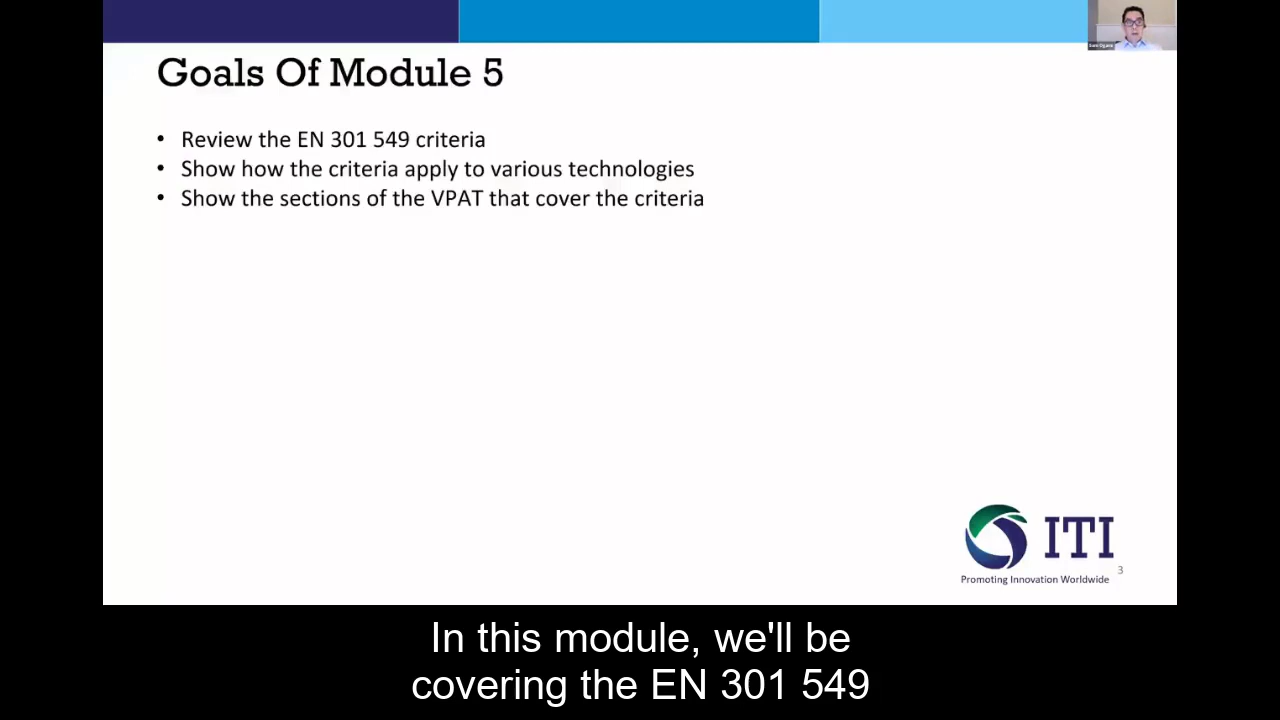 Goals Of Module 5
• Review the EN 301 549 criteria
• Show how the criteria apply to various technologies
• Show the sections of the VPAT that cover the criteria
ITI
Promoting Innovation Worldwide
3
In this module, we'll be
covering the EN 301 549